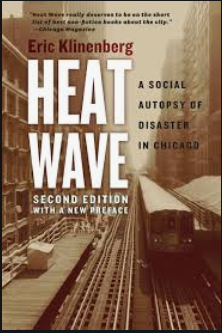 "Heat Wave really deserves to be on the short
list of best non-fiction books about the city."
—Chicago Magazine
Eric Klinenberg
HEAT
WAVE
A SOCIAL
AUTOPSY OF
DISASTER
IN CHICAGO
SECOND EDITION
WITH A NEW PREFACE